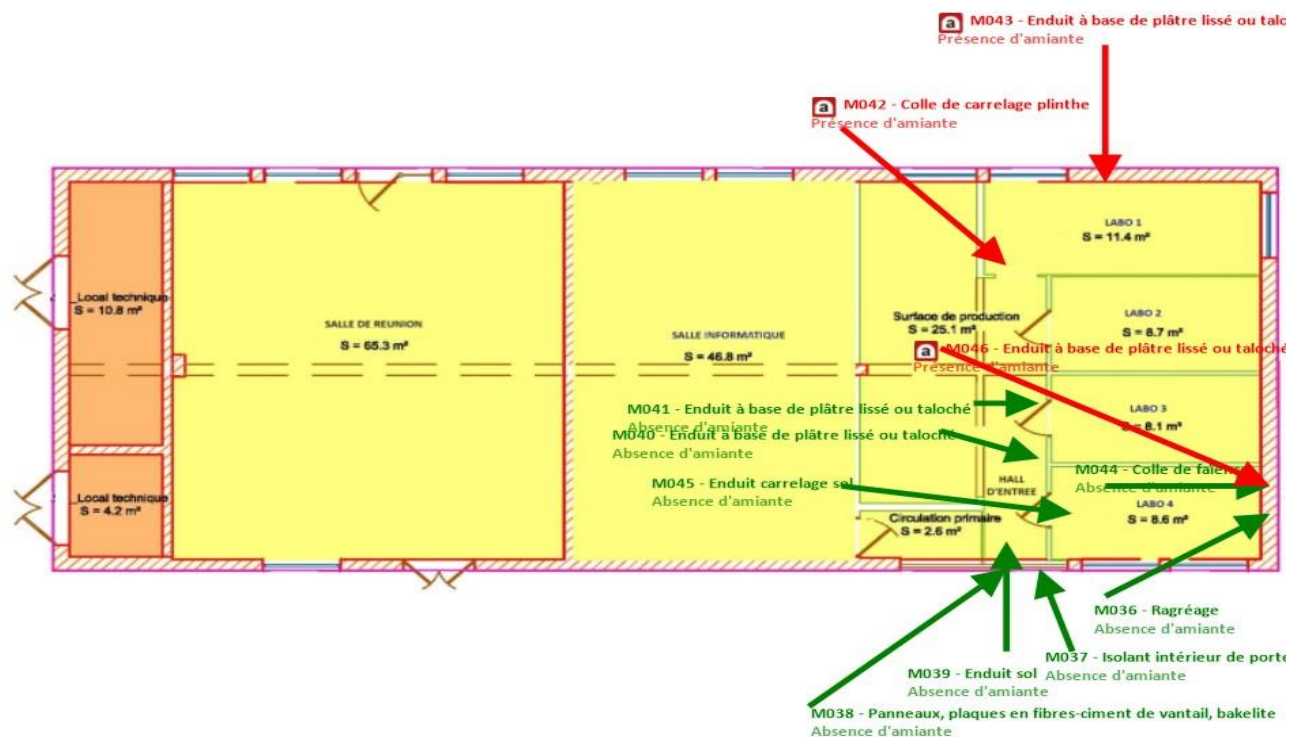 a M043 - Enduit à base de plâtre lissé ou talo
Présence d'amiante
a M042 - Colle de carrelage plinthe
Présence d'amiante
LABO 1
S = 11.4 m²
Local technique
S = 10.8 m²
SALLE DE REUNION
S = 65.3 m²
SALLE INFORMATIQUE
S = 46.8 m²
Surface de production
S = 25.1 m²
LABO 2
S = 8.7 m²
a M046 - Enduit à base de plâtre lissé ou taloché
Présence d'amiante
M041 - Enduit à base de plâtre lissé ou taloché
Absence d'amiante
LABO 3
S = 8.1 m²
M040 - Enduit à base de plâtre lissé ou taloché
Absence d'amiante
M045 - Enduit carrelage sol
Absence d'amiante
HALL
D'ENTREE
M044 - Colle de faïence
Absence d'amiante
Local technique
S = 4.2 m²
LABO 4
S = 8.6 m²
Circulation primaire
S = 2.6 m²
M036 - Ragréage
Absence d'amiante
M037 - Isolant intérieur de porte
Absence d'amiante
M039 - Enduit sol
Absence d'amiante
M038 - Panneaux, plaques en fibres-ciment de vantail, bakelite
Absence d'amiante